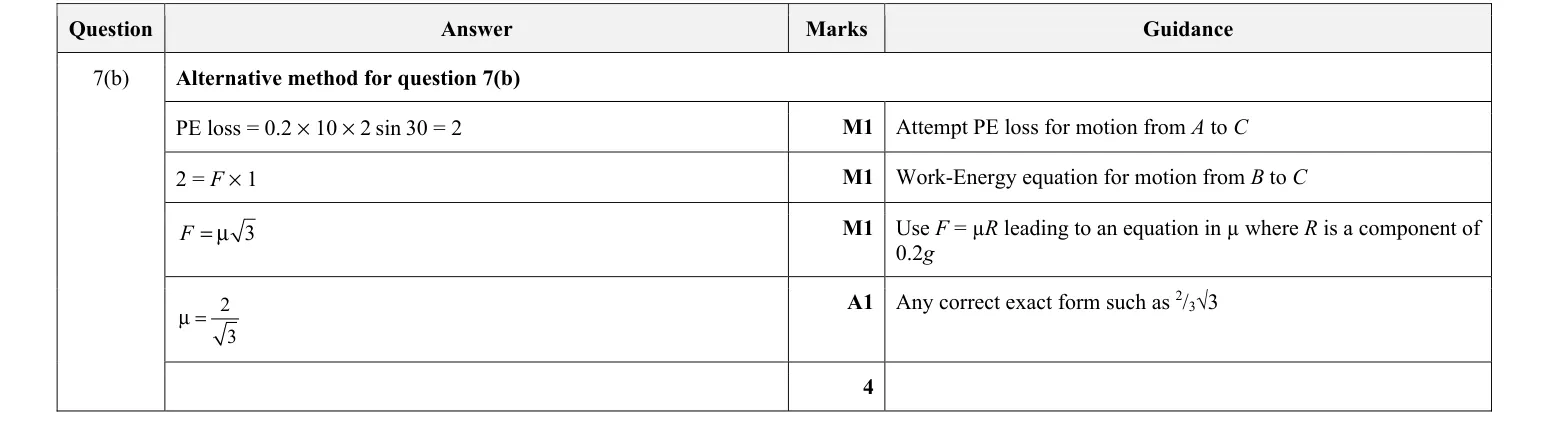 Question Answer Marks Guidance
7(b) Alternative method for question 7(b)
PE loss = 0.2 × 10 × 2 sin 30 = 2 M1 Attempt PE loss for motion from A to C
2 = F × 1 M1 Work-Energy equation for motion from B to C
F = μ√3 M1 Use F = μR leading to an equation in μ where R is a component of
0.2g
μ = 2/√3 A1 Any correct exact form such as 2/3√3
4